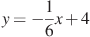 y = −1/6x + 4